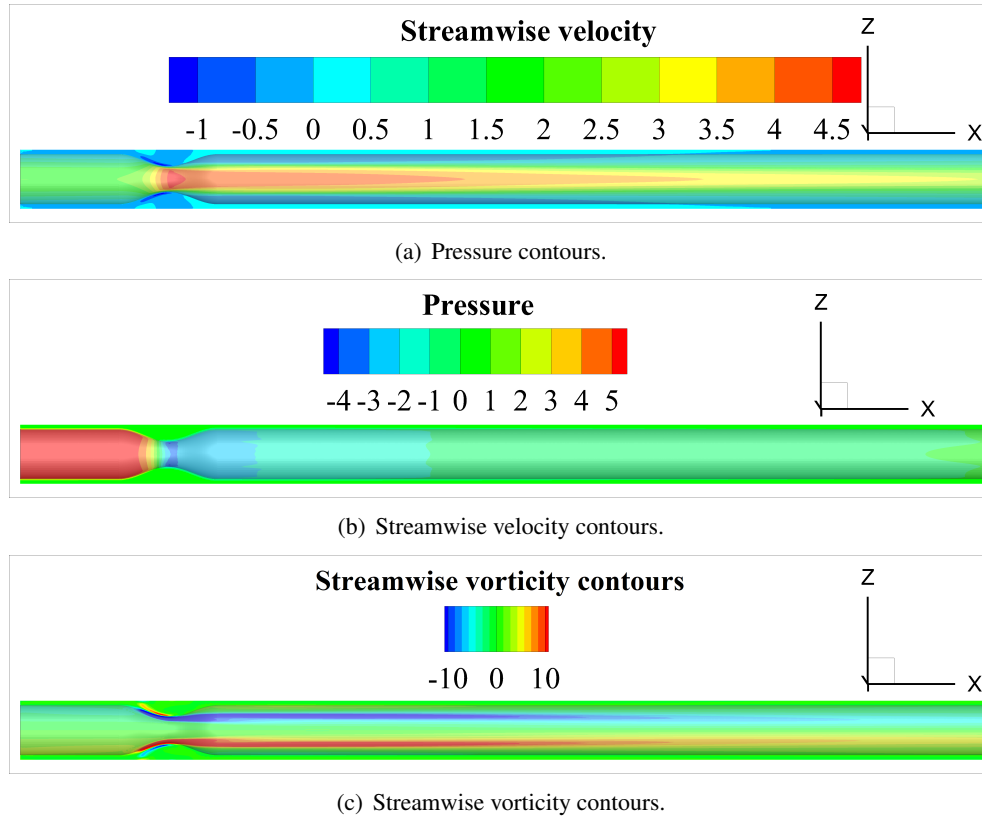 Streamwise velocity
Z
-1 -0.5 0 0.5 1 1.5 2 2.5 3 3.5 4 4.5
Y X
(a) Pressure contours.
Pressure
Z
-4 -3 -2 -1 0 1 2 3 4 5
Y X
(b) Streamwise velocity contours.
Streamwise vorticity contours
Z
-10 0 10
Y X
(c) Streamwise vorticity contours.